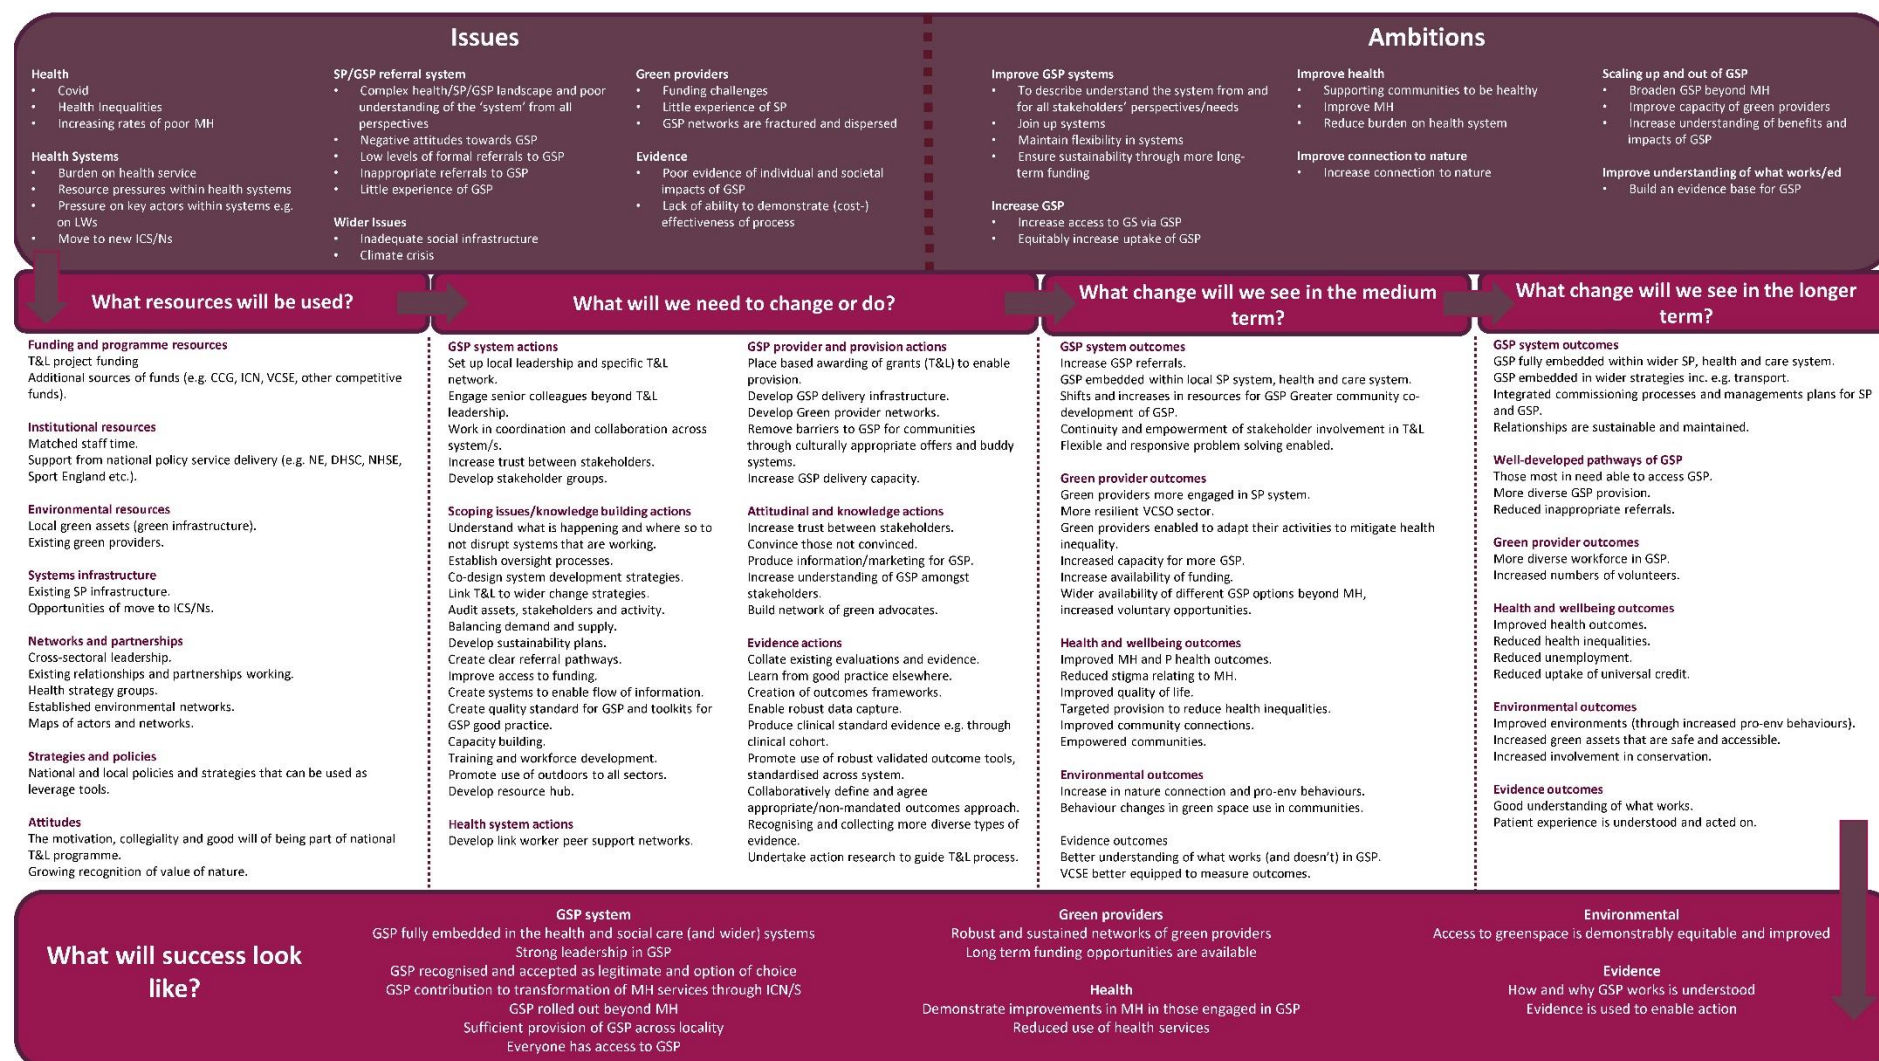 Issues
Health
• Covid
• Health Inequalities
• Increasing rates of poor MH
Health Systems
• Burden on health service
• Resource pressures within health systems
• Pressure on key actors within systems e.g.
on LWs
• Move to new ICS/Ns
SP/GSP referral system
• Complex health/SP/GSP landscape and poor
understanding of the 'system' from all
perspectives
• Negative attitudes towards GSP
• Low levels of formal referrals to GSP
• Inappropriate referrals to GSP
• Little experience of GSP
Wider Issues
• Inadequate social infrastructure
• Climate crisis
Green providers
• Funding challenges
• Little experience of SP
• GSP networks are fractured and dispersed
Evidence
• Poor evidence of individual and societal
impacts of GSP
• Lack of ability to demonstrate (cost-)
effectiveness of process
Ambitions
Improve GSP systems
• To describe understand the system from and
for all stakeholders' perspectives/needs
• Join up systems
• Maintain flexibility in systems
• Ensure sustainability through more long-
term funding
Increase GSP
• Increase access to GS via GSP
• Equitably increase uptake of GSP
Improve health
• Supporting communities to be healthy
• Improve MH
• Reduce burden on health system
Improve connection to nature
• Increase connection to nature
Scaling up and out of GSP
• Broaden GSP beyond MH
• Improve capacity of green providers
• Increase understanding of benefits and
impacts of GSP
Improve understanding of what works/ed
• Build an evidence base for GSP
What resources will be used?
Funding and programme resources
T&L project funding
Additional sources of funds (e.g. CCG, ICN, VCSE, other competitive
funds).
Institutional resources
Matched staff time.
Support from national policy service delivery (e.g. NE, DHSC, NHSE,
Sport England etc.).
Environmental resources
Local green assets (green infrastructure).
Existing green providers.
Systems infrastructure
Existing SP infrastructure.
Opportunities of move to ICS/Ns.
Networks and partnerships
Cross-sectoral leadership.
Existing relationships and partnerships working.
Health strategy groups.
Established environmental networks.
Maps of actors and networks.
Strategies and policies
National and local policies and strategies that can be used as
leverage tools.
Attitudes
The motivation, collegiality and good will of being part of national
T&L programme.
Growing recognition of value of nature.
What will we need to change or do?
GSP system actions
Set up local leadership and specific T&L
network.
Engage senior colleagues beyond T&L
leadership.
Work in coordination and collaboration across
system/s.
Increase trust between stakeholders.
Develop stakeholder groups.
Scoping issues/knowledge building actions
Understand what is happening and where so to
not disrupt systems that are working.
Establish oversight processes.
Co-design system development strategies.
Link T&L to wider change strategies.
Audit assets, stakeholders and activity.
Balancing demand and supply.
Develop sustainability plans.
Create clear referral pathways.
Improve access to funding.
Create systems to enable flow of information.
Create quality standard for GSP and toolkits for
GSP good practice.
Capacity building.
Training and workforce development.
Promote use of outdoors to all sectors.
Develop resource hub.
Health system actions
Develop link worker peer support networks.
GSP provider and provision actions
Place based awarding of grants (T&L) to enable
provision.
Develop GSP delivery infrastructure.
Develop Green provider networks.
Remove barriers to GSP for communities
through culturally appropriate offers and buddy
systems.
Increase GSP delivery capacity.
Attitudinal and knowledge actions
Increase trust between stakeholders.
Convince those not convinced.
Produce information/marketing for GSP.
Increase understanding of GSP amongst
stakeholders.
Build network of green advocates.
Evidence actions
Collate existing evaluations and evidence.
Learn from good practice elsewhere.
Creation of outcomes frameworks.
Enable robust data capture.
Produce clinical standard evidence e.g. through
clinical cohort.
Promote use of robust validated outcome tools,
standardised across system.
Collaboratively define and agree
appropriate/non-mandated outcomes approach.
Recognising and collecting more diverse types of
evidence.
Undertake action research to guide T&L process.
What change will we see in the medium
term?
GSP system outcomes
Increase GSP referrals.
GSP embedded within local SP system, health and care system.
Shifts and increases in resources for GSP Greater community co-
development of GSP.
Continuity and empowerment of stakeholder involvement in T&L
Flexible and responsive problem solving enabled.
Green provider outcomes
Green providers more engaged in SP system.
More resilient VCSO sector.
Green providers enabled to adapt their activities to mitigate health
inequality.
Increased capacity for more GSP.
Increase availability of funding.
Wider availability of different GSP options beyond MH,
increased voluntary opportunities.
Health and wellbeing outcomes
Improved MH and P health outcomes.
Reduced stigma relating to MH.
Improved quality of life.
Targeted provision to reduce health inequalities.
Improved community connections.
Empowered communities.
Environmental outcomes
Increase in nature connection and pro-env behaviours.
Behaviour changes in green space use in communities.
Evidence outcomes
Better understanding of what works (and doesn't) in GSP.
VCSE better equipped to measure outcomes.
What change will we see in the longer
term?
GSP system outcomes
GSP fully embedded within wider SP, health and care system.
GSP embedded in wider strategies inc. e.g. transport.
Integrated commissioning processes and managements plans for SP
and GSP.
Relationships are sustainable and maintained.
Well-developed pathways of GSP
Those most in need able to access GSP.
More diverse GSP provision.
Reduced inappropriate referrals.
Green provider outcomes
More diverse workforce in GSP.
Increased numbers of volunteers.
Health and wellbeing outcomes
Improved health outcomes.
Reduced health inequalities.
Reduced unemployment.
Reduced uptake of universal credit.
Environmental outcomes
Improved environments (through increased pro-env behaviours).
Increased green assets that are safe and accessible.
Increased involvement in conservation.
Evidence outcomes
Good understanding of what works.
Patient experience is understood and acted on.
What will success look
like?
GSP system
GSP fully embedded in the health and social care (and wider) systems
Strong leadership in GSP
GSP recognised and accepted as legitimate and option of choice
GSP contribution to transformation of MH services through ICN/S
GSP rolled out beyond MH
Sufficient provision of GSP across locality
Everyone has access to GSP
Green providers
Robust and sustained networks of green providers
Long term funding opportunities are available
Health
Demonstrate improvements in MH in those engaged in GSP
Reduced use of health services
Environmental
Access to greenspace is demonstrably equitable and improved
Evidence
How and why GSP works is understood
Evidence is used to enable action